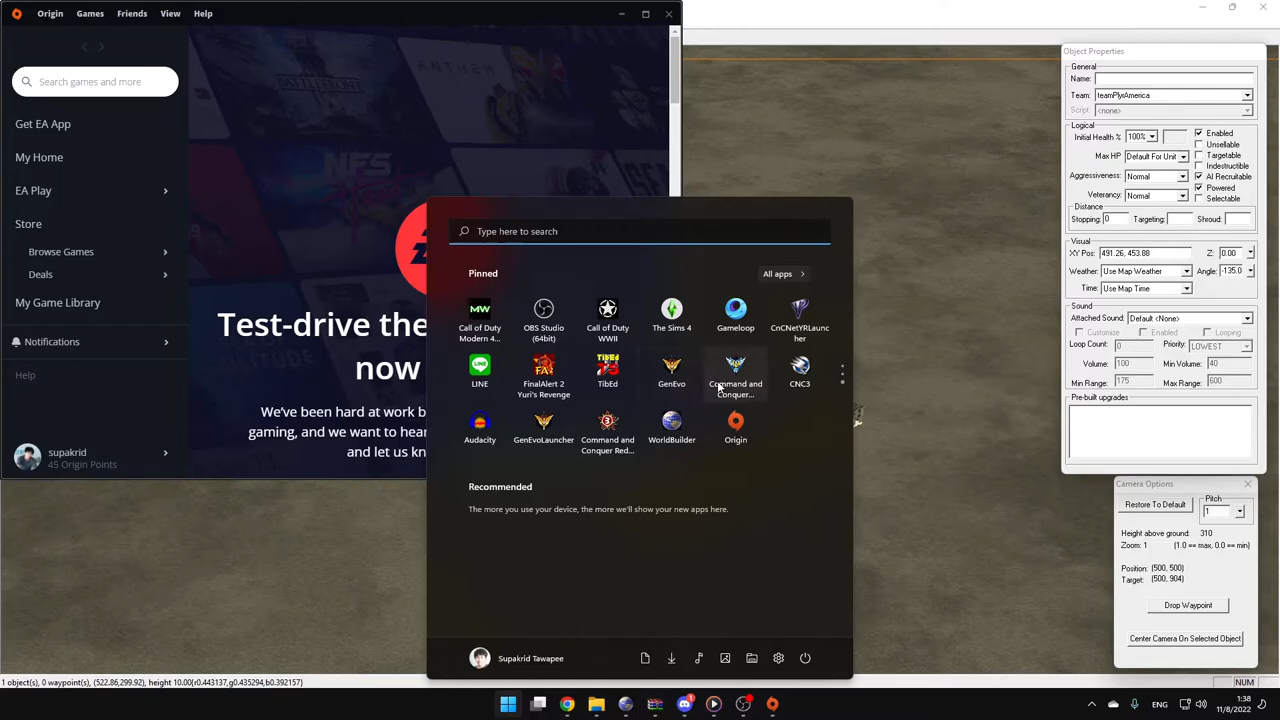 Origin Games Friends View Help
Search games and more
Get EA App
My Home
EA Play
Store
Browse Games
Deals
My Game Library
Notifications
Help
supakrid
45 Origin Points
BATTLEFRONT
NFS
Test-drive the
now
We've been hard at work b
gaming, and we want to hear
and let us kn
Type here to search
Pinned
All apps
MW
Call of Duty
Modern 4...
OBS Studio
(64bit)
Call of Duty
WWII
The Sims 4
Gameloop
CnCNetYRLaunc
her
LINE
FinalAlert 2
Yuri's Revenge
TibEd
GenEvo
Command and
Conquer...
CNC3
Audacity
GenEvoLauncher
Command and
Conquer Red...
WorldBuilder
Origin
Recommended
The more you use your device, the more we'll show your new apps here.
Supakrid Tawapee
Object Properties
General
Name:
Team: teamPlyrAmerica
Script: <none>
Logical
Initial Health % 100%
Max HP Default For Unit
Aggressiveness: Normal
Veterancy: Normal
Enabled
Unsellable
Targetable
Indestructible
AI Recruitable
Powered
Selectable
Distance
Stopping: 0 Targeting: Shroud:
Visual
XY Pos: 491.26, 453.88 Z: 0.00
Weather: Use Map Weather Angle: -135.0
Time: Use Map Time
Sound
Attached Sound: Default <None>
Customize Enabled Looping
Loop Count: 0 Priority: LOWEST
Volume: 100 Min Volume: 40
Min Range: 175 Max Range: 600
Pre-built upgrades
Camera Options
Restore To Default
Pitch
1
Height above ground: 310
Zoom: 1 (1.0 == max, 0.0 == min)
Position: (500, 500)
Target: (500, 904)
Drop Waypoint
Center Camera On Selected Object
1 object(s), 0 waypoint(s), (522.86,299.92), height 10.00(r0.443137,g0.435294,b0.392157)
NUM
1
ENG
1:38
11/8/2022